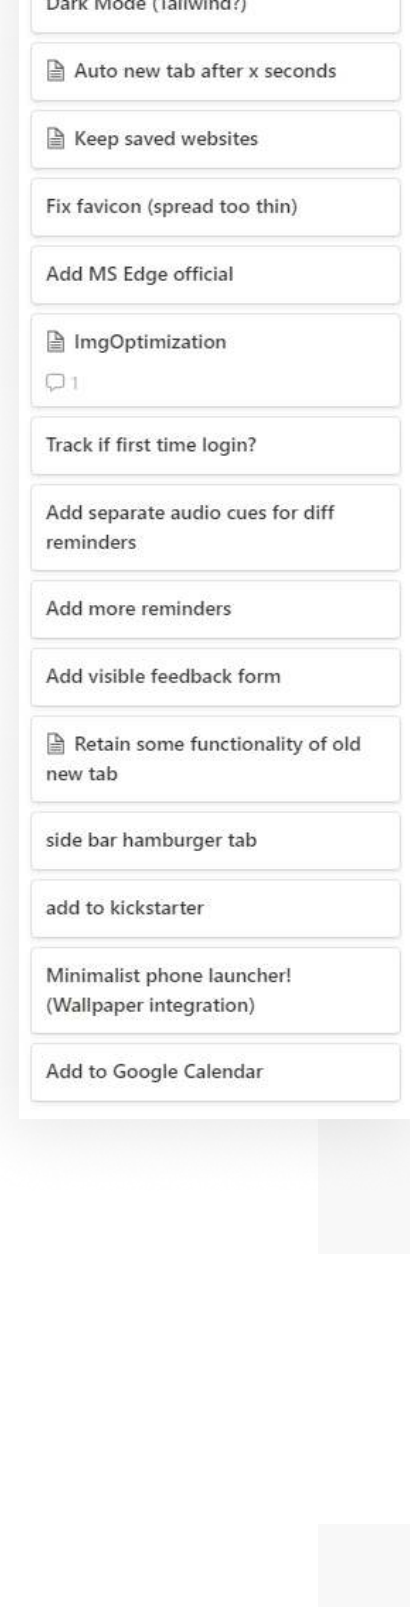 Dark Mode (Tailwind?)
Auto new tab after x seconds
Keep saved websites
Fix favicon (spread too thin)
Add MS Edge official
ImgOptimization
1
Track if first time login?
Add separate audio cues for diff
reminders
Add more reminders
Add visible feedback form
Retain some functionality of old
new tab
side bar hamburger tab
add to kickstarter
Minimalist phone launcher!
(Wallpaper integration)
Add to Google Calendar